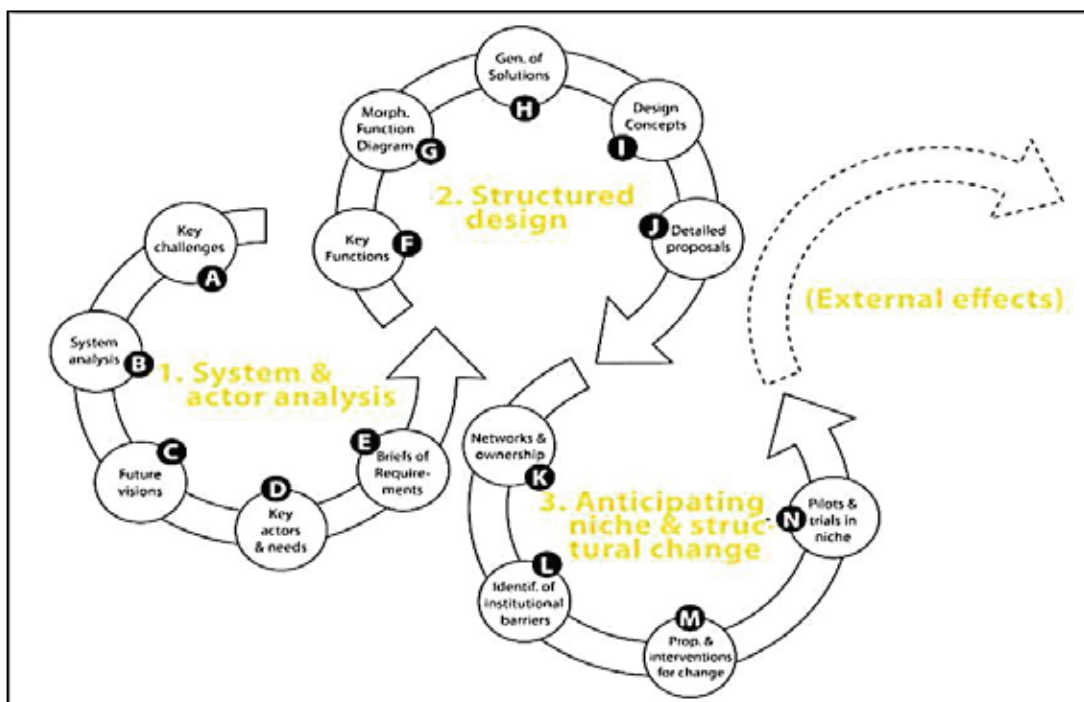 Key
challenges
A
System
analysis
B
Future
visions
C
D
Key
actors
& needs
E
Briefs of
Require-
ments
1. System &
actor analysis
Key
Functions
F
Morph.
Function
Diagram
G
Gen. of
Solutions
H
Design
Concepts
I
J
Detailed
proposals
2. Structured
design
Networks &
ownership
K
L
Identif. of
institutional
barriers
M
Prop. &
interventions
for change
N
Pilots &
trials in
niche
3. Anticipating
niche & struc-
tural change
(External effects)